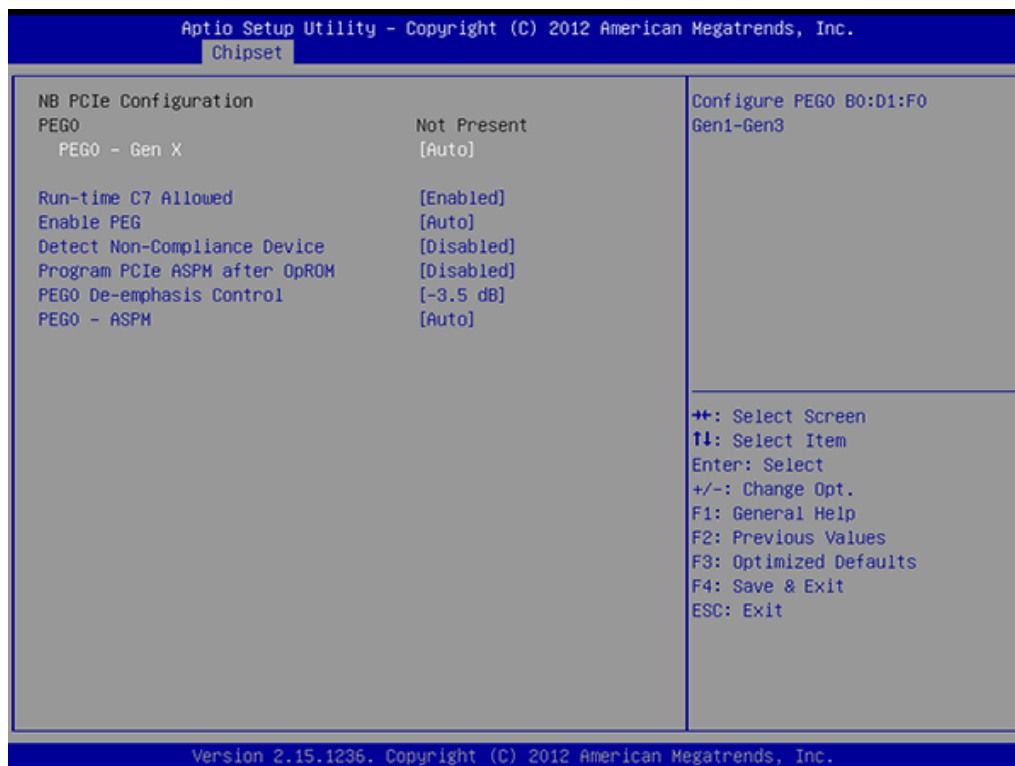 Aptio Setup Utility – Copyright (C) 2012 American Megatrends, Inc.
Chipset
NB PCIe Configuration
PEG0 Not Present
PEG0 – Gen X [Auto]
Run-time C7 Allowed [Enabled]
Enable PEG [Auto]
Detect Non-Compliance Device [Disabled]
Program PCIe ASPM after OpROM [Disabled]
PEG0 De-emphasis Control [-3.5 dB]
PEG0 – ASPM [Auto]
Configure PEG0 B0:D1:F0
Gen1-Gen3
→←: Select Screen
↑↓: Select Item
Enter: Select
+/-: Change Opt.
F1: General Help
F2: Previous Values
F3: Optimized Defaults
F4: Save & Exit
ESC: Exit
Version 2.15.1236. Copyright (C) 2012 American Megatrends, Inc.